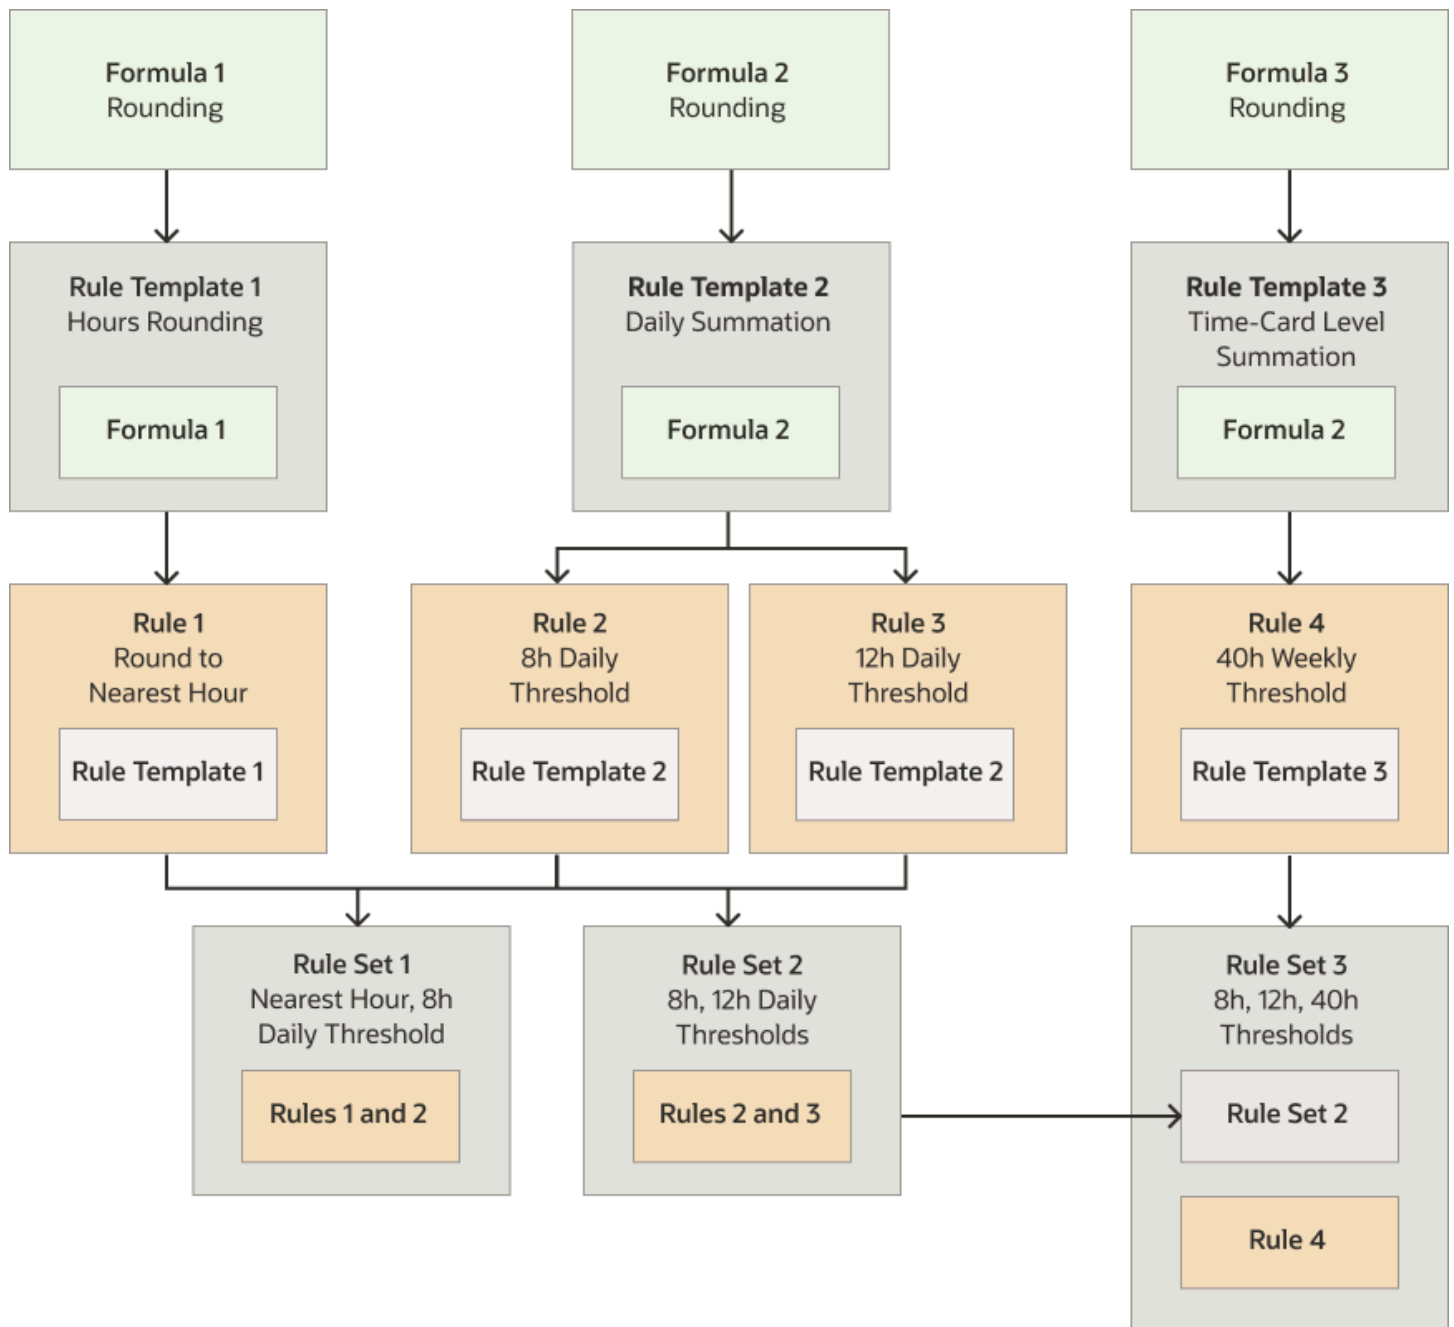 Formula 1
Rounding
Formula 2
Rounding
Formula 3
Rounding
Rule Template 1
Hours Rounding
Formula 1
Rule Template 2
Daily Summation
Formula 2
Rule Template 3
Time-Card Level
Summation
Formula 2
Rule 1
Round to
Nearest Hour
Rule Template 1
Rule 2
8h Daily
Threshold
Rule Template 2
Rule 3
12h Daily
Threshold
Rule Template 2
Rule 4
40h Weekly
Threshold
Rule Template 3
Rule Set 1
Nearest Hour, 8h
Daily Threshold
Rules 1 and 2
Rule Set 2
8h, 12h Daily
Thresholds
Rules 2 and 3
Rule Set 3
8h, 12h, 40h
Thresholds
Rule Set 2
Rule 4